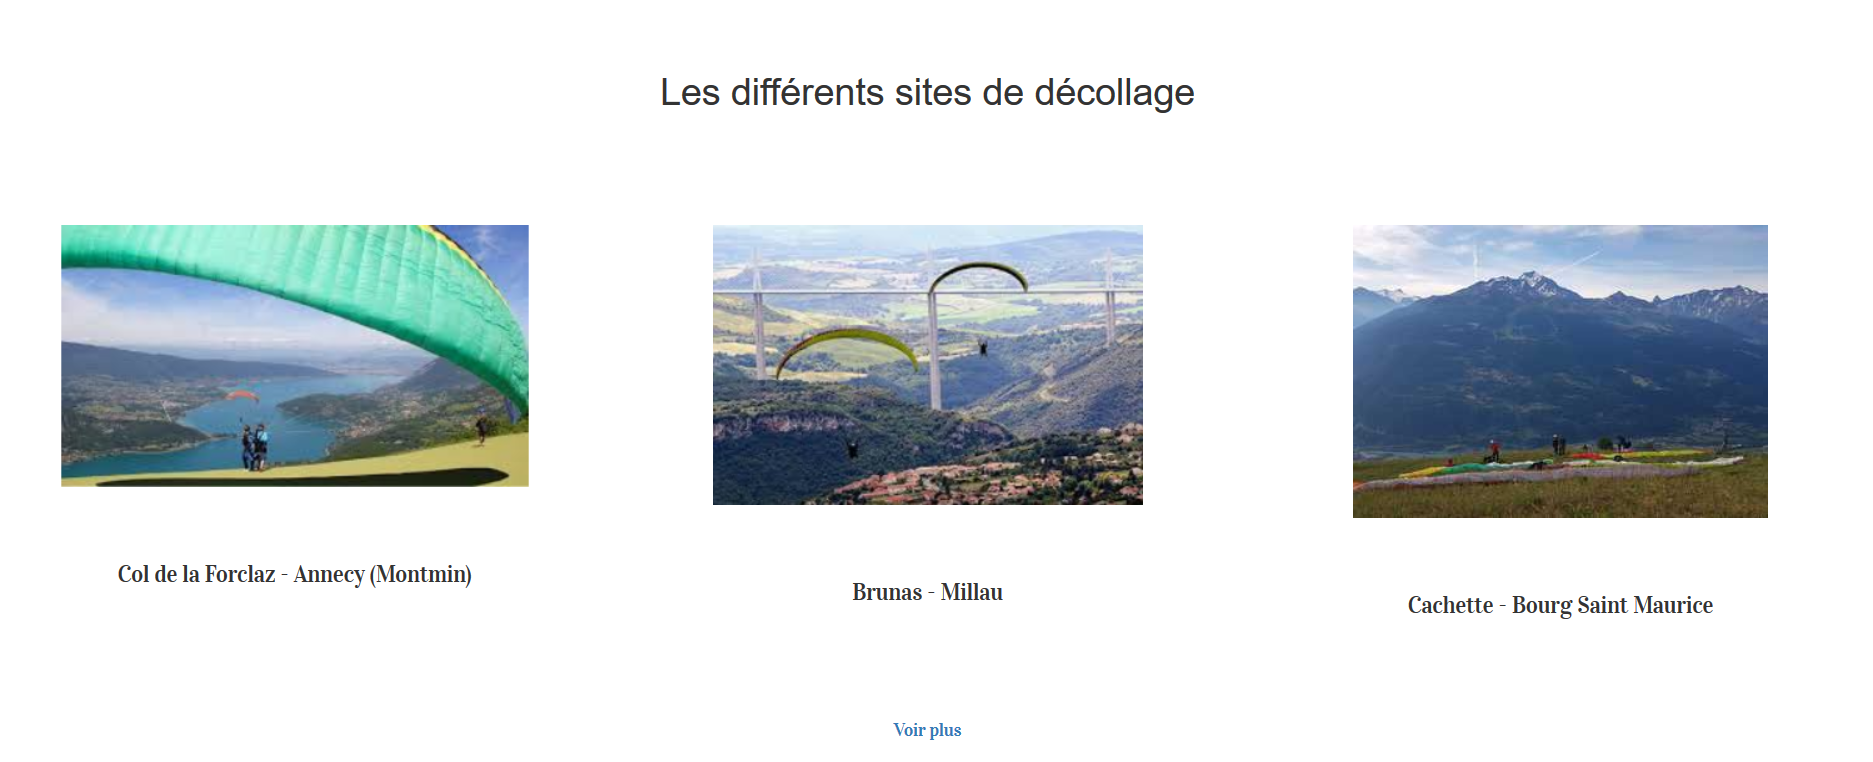 Les différents sites de décollage
Col de la Forclaz - Annecy (Montmin)
Brunas - Millau
Cachette - Bourg Saint Maurice
Voir plus